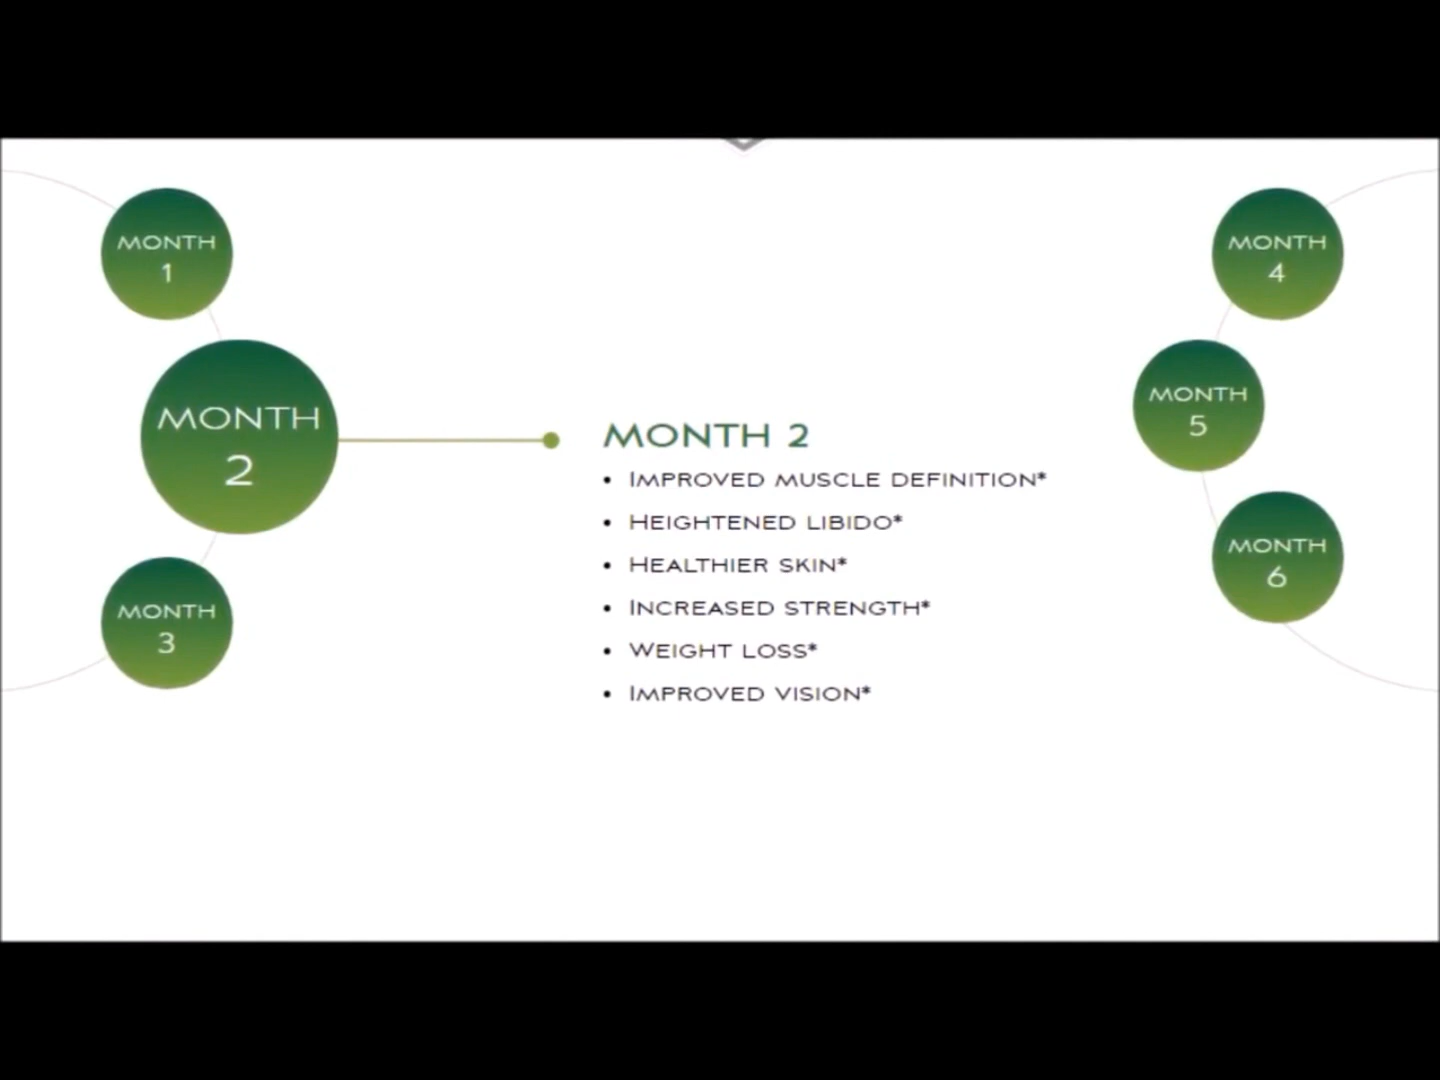 MONTH
1
MONTH
2
MONTH
3
MONTH 2
• IMPROVED MUSCLE DEFINITION*
• HEIGHTENED LIBIDO*
• HEALTHIER SKIN*
• INCREASED STRENGTH*
• WEIGHT LOSS*
• IMPROVED VISION*
MONTH
4
MONTH
5
MONTH
6